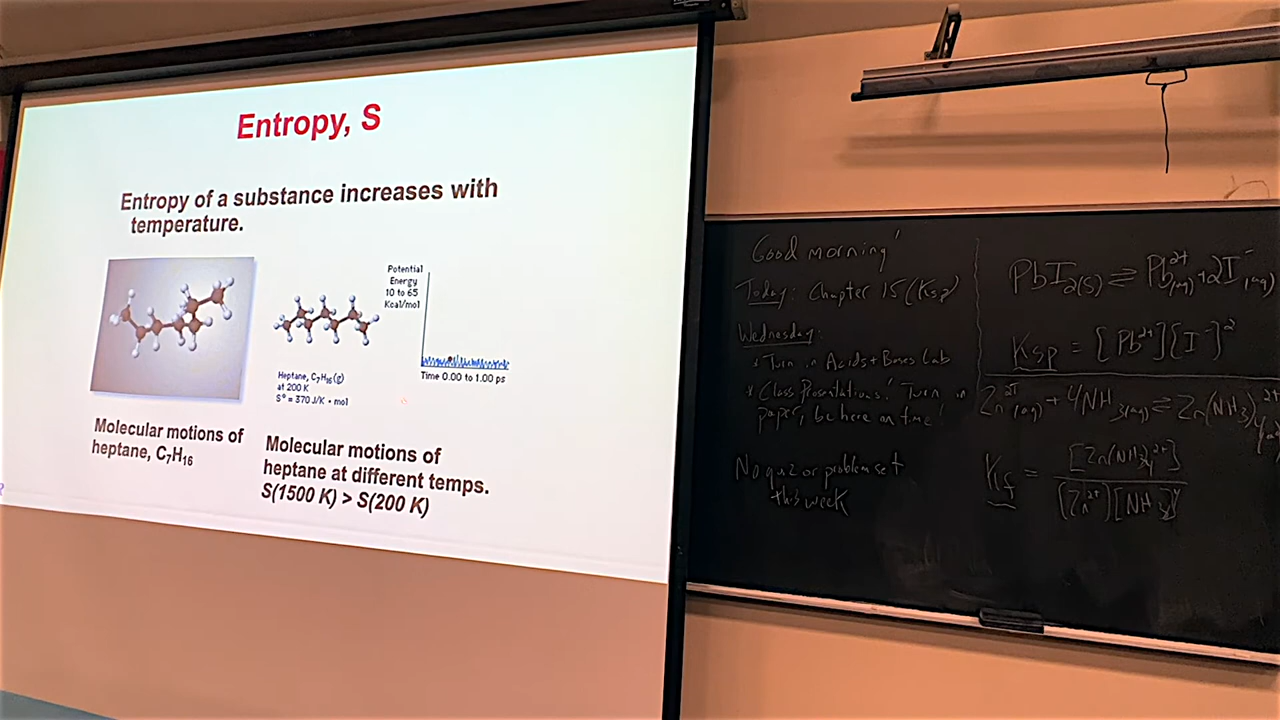 Entropy, S
Entropy of a substance increases with
temperature.
Potential
Energy
10 to 65
Kcal/mol
Time 0.00 to 1.00 ps
Heptane, C₇H₁₆(g)
at 200 K
S° = 370 J/K • mol
Molecular motions of
heptane, C₇H₁₆
Molecular motions of
heptane at different temps.
S(1500 K) > S(200 K)
Good morning!
Today: Chapter 15 (Ksp)
Wednesday:
* Turn in Acids + Bases Lab
* Class Presentations! Turn in
paper, be here on time!
No quiz or problem set
this week
PbI₂(s) ⇌ Pb²⁺(aq) + 2I⁻(aq)
Ksp = [Pb²⁺][I⁻]²
Zn²⁺(aq) + 4NH₃(aq) ⇌ Zn(NH₃)₄²⁺
Kf = [Zn(NH₃)₄²⁺]
[Zn²⁺][NH₃]⁴